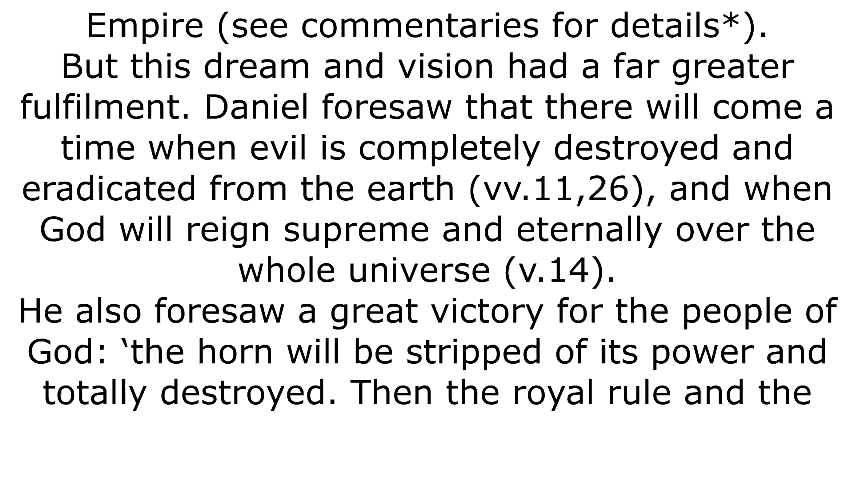 Empire (see commentaries for details*).
But this dream and vision had a far greater
fulfilment. Daniel foresaw that there will come a
time when evil is completely destroyed and
eradicated from the earth (vv.11,26), and when
God will reign supreme and eternally over the
whole universe (v.14).
He also foresaw a great victory for the people of
God: ‛the horn will be stripped of its power and
totally destroyed. Then the royal rule and the